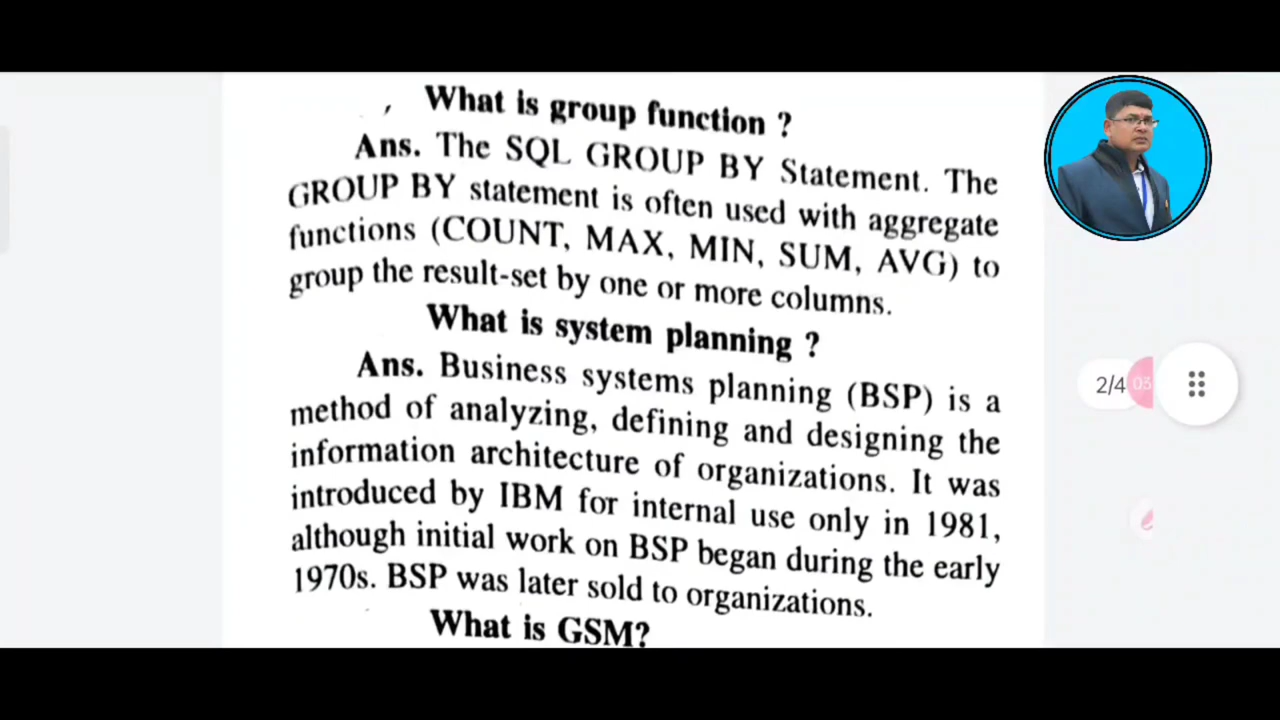 What is group function ?
Ans. The SQL GROUP BY Statement. The
GROUP BY statement is often used with aggregate
functions (COUNT, MAX, MIN, SUM, AVG) to
group the result-set by one or more columns.
What is system planning ?
Ans. Business systems planning (BSP) is a
method of analyzing, defining and designing the
information architecture of organizations. It was
introduced by IBM for internal use only in 1981,
although initial work on BSP began during the early
1970s. BSP was later sold to organizations.
What is GSM?
2/4
03